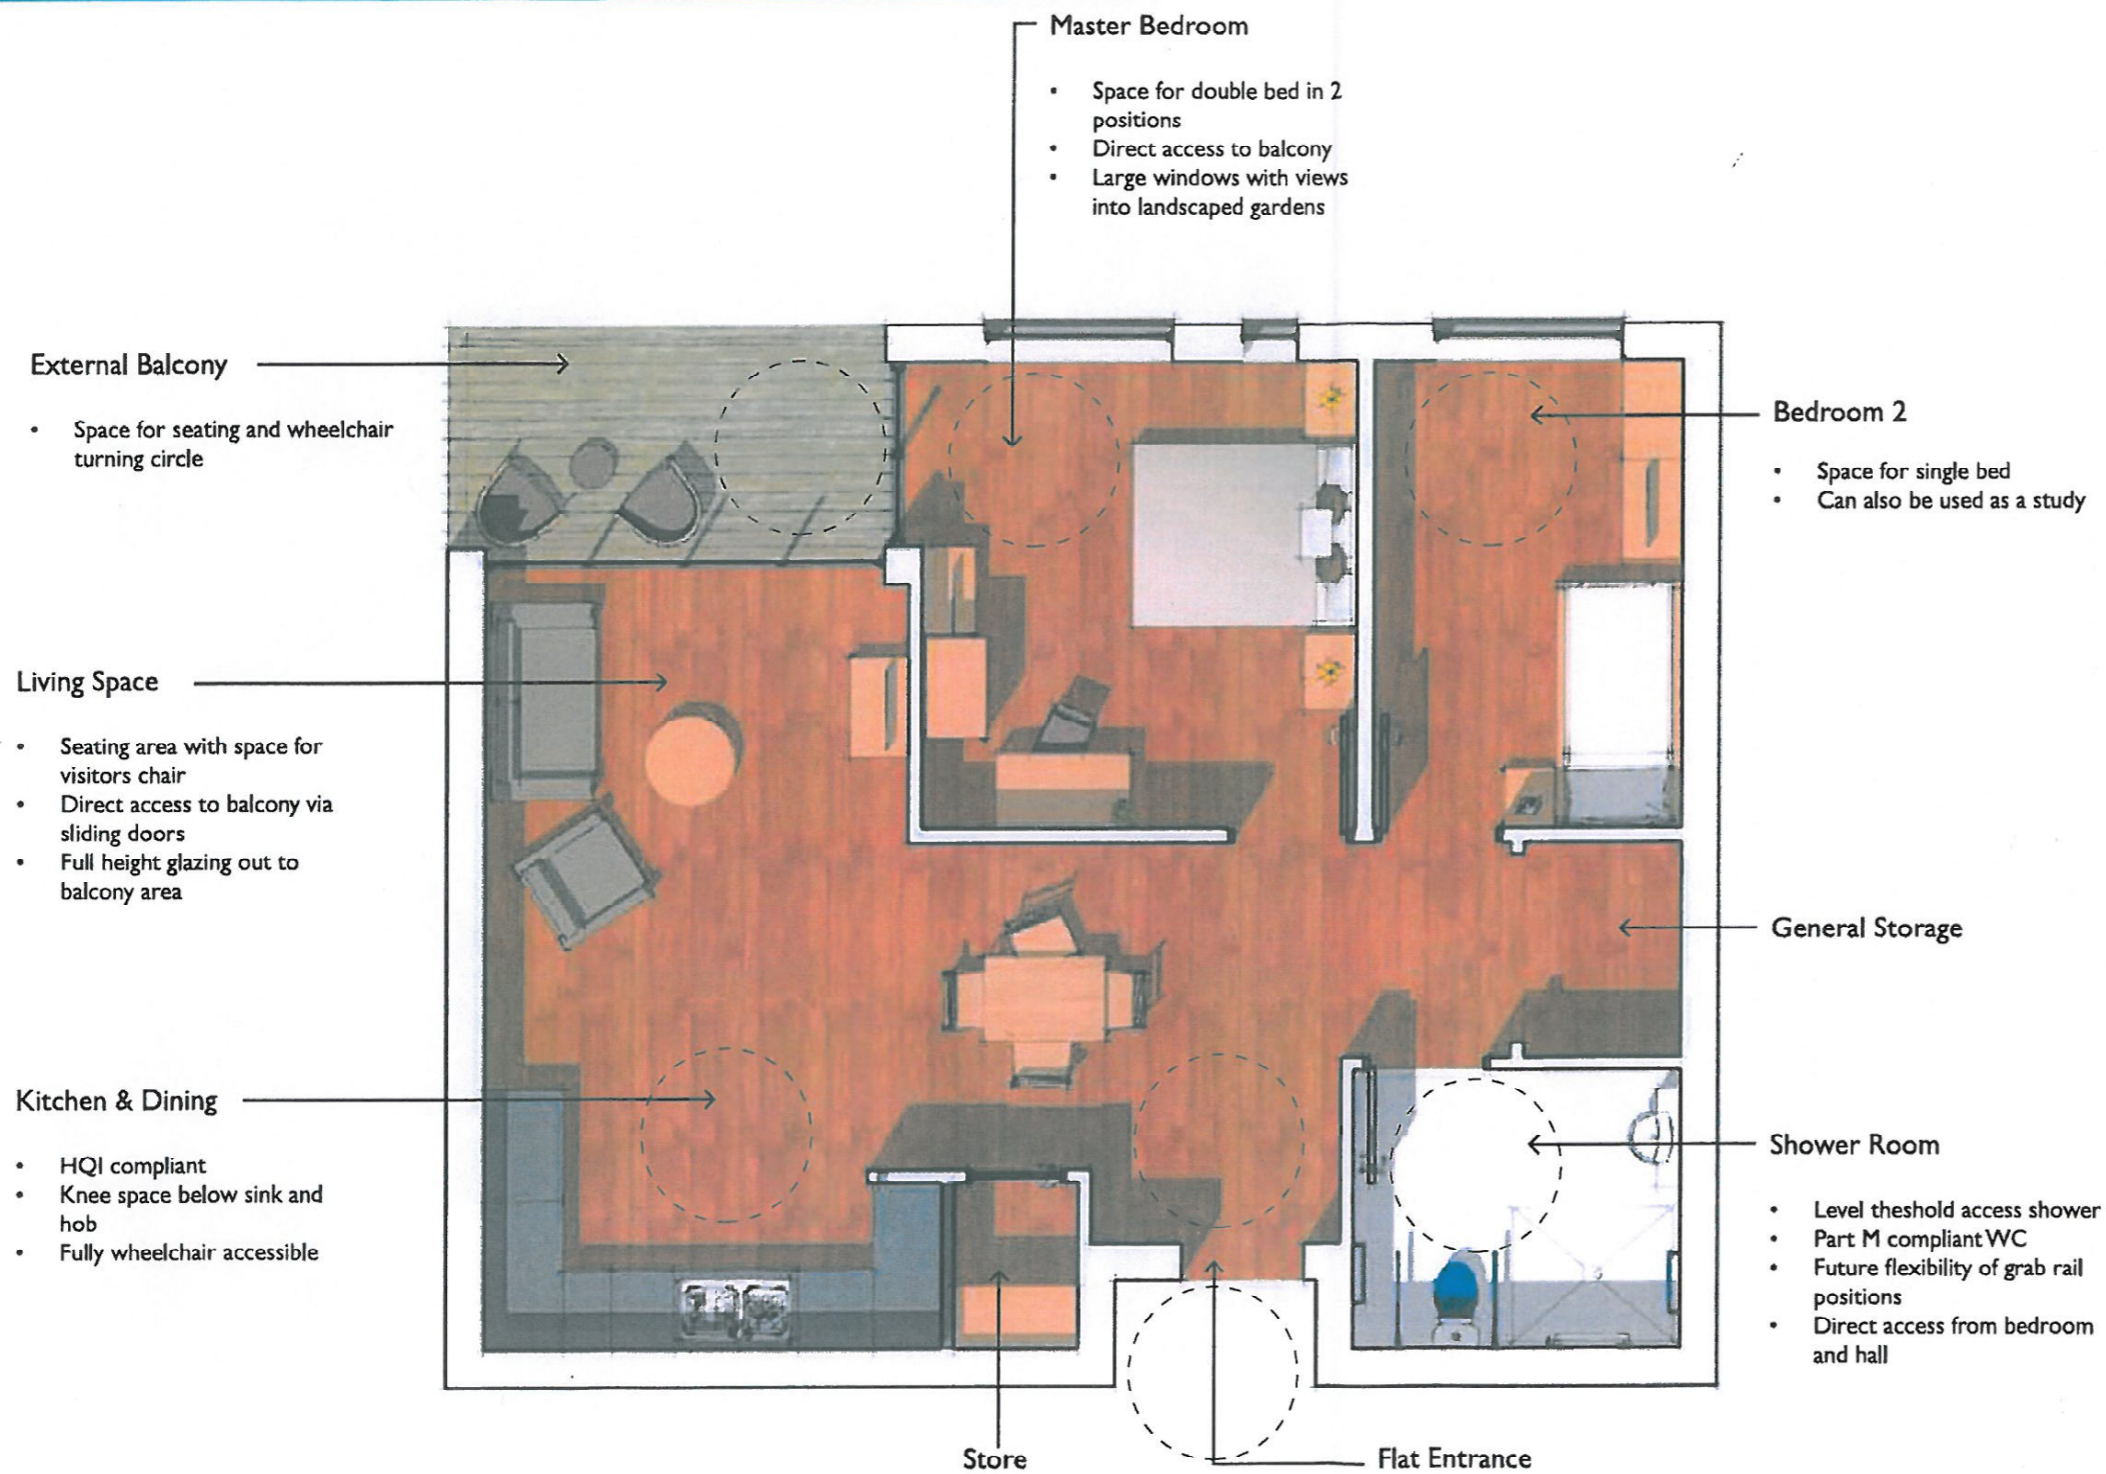 Master Bedroom
• Space for double bed in 2
positions
• Direct access to balcony
• Large windows with views
into landscaped gardens
External Balcony
• Space for seating and wheelchair
turning circle
Bedroom 2
• Space for single bed
• Can also be used as a study
Living Space
• Seating area with space for
visitors chair
• Direct access to balcony via
sliding doors
• Full height glazing out to
balcony area
General Storage
Kitchen & Dining
• HQI compliant
• Knee space below sink and
hob
• Fully wheelchair accessible
Shower Room
• Level theshold access shower
• Part M compliant WC
• Future flexibility of grab rail
positions
• Direct access from bedroom
and hall
Store
Flat Entrance